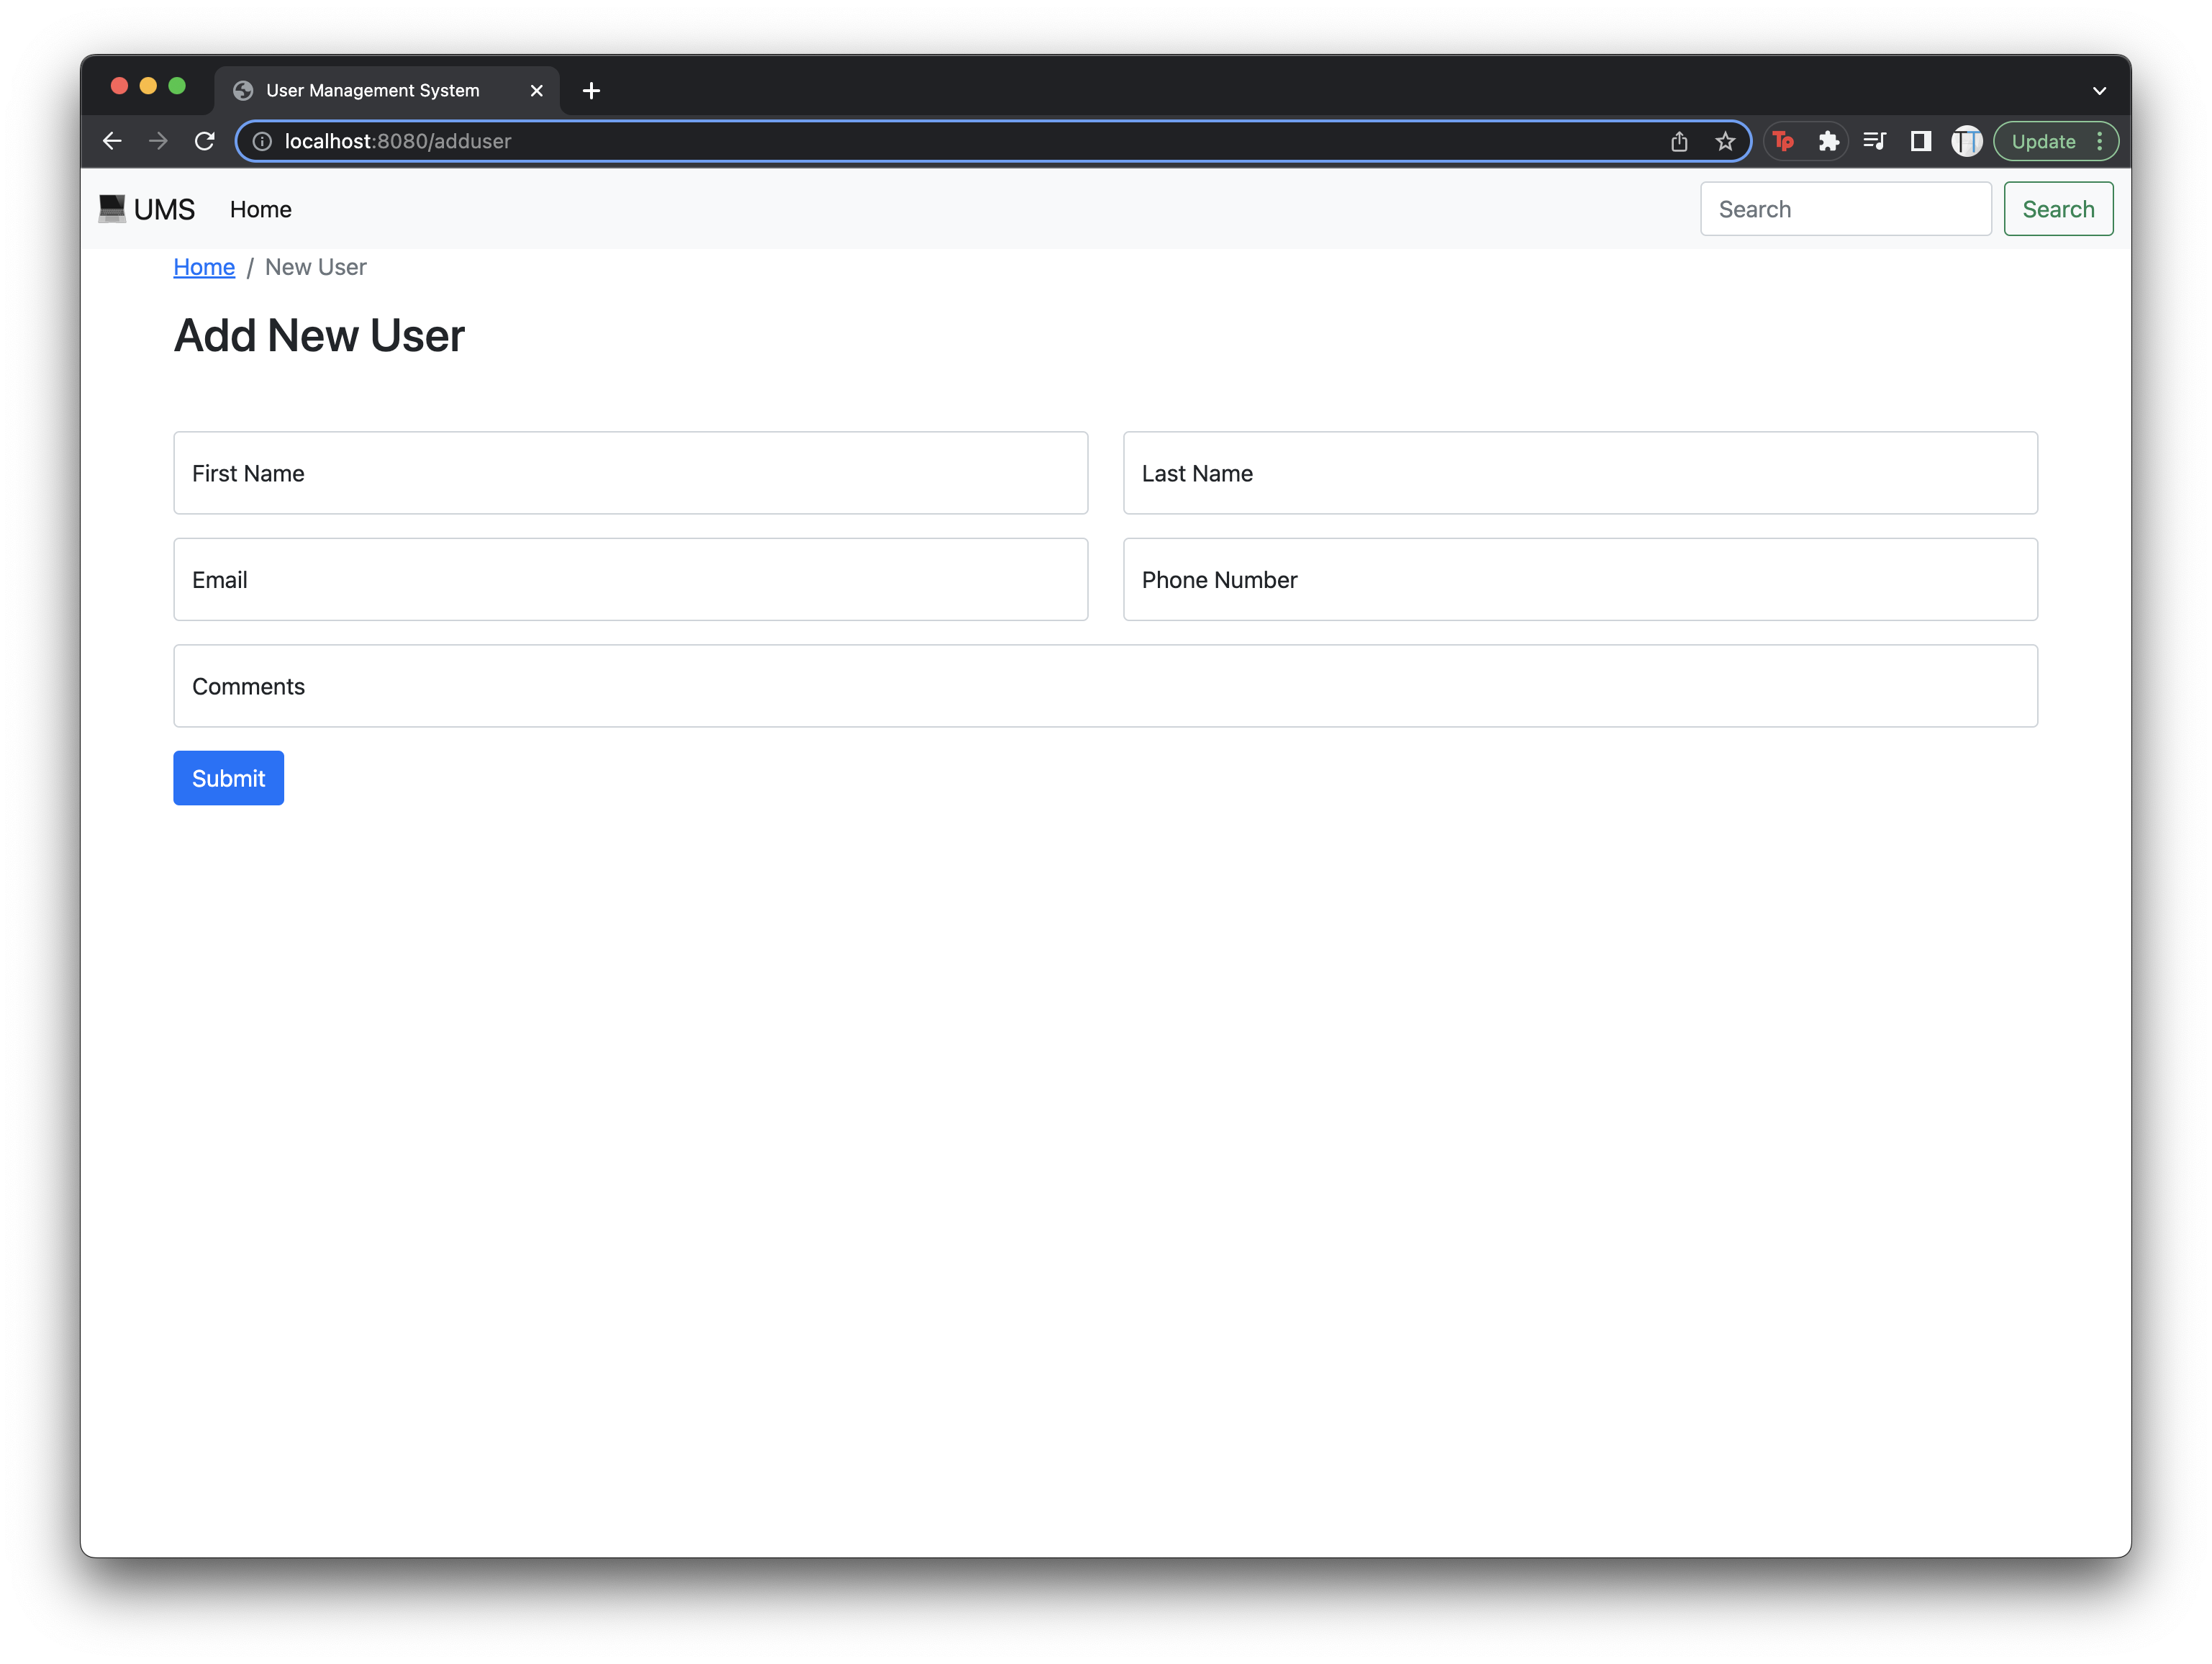 User Management System
localhost:8080/adduser
Tp
Update
UMS Home Search Search
Home / New User
Add New User
First Name Last Name
Email Phone Number
Comments
Submit